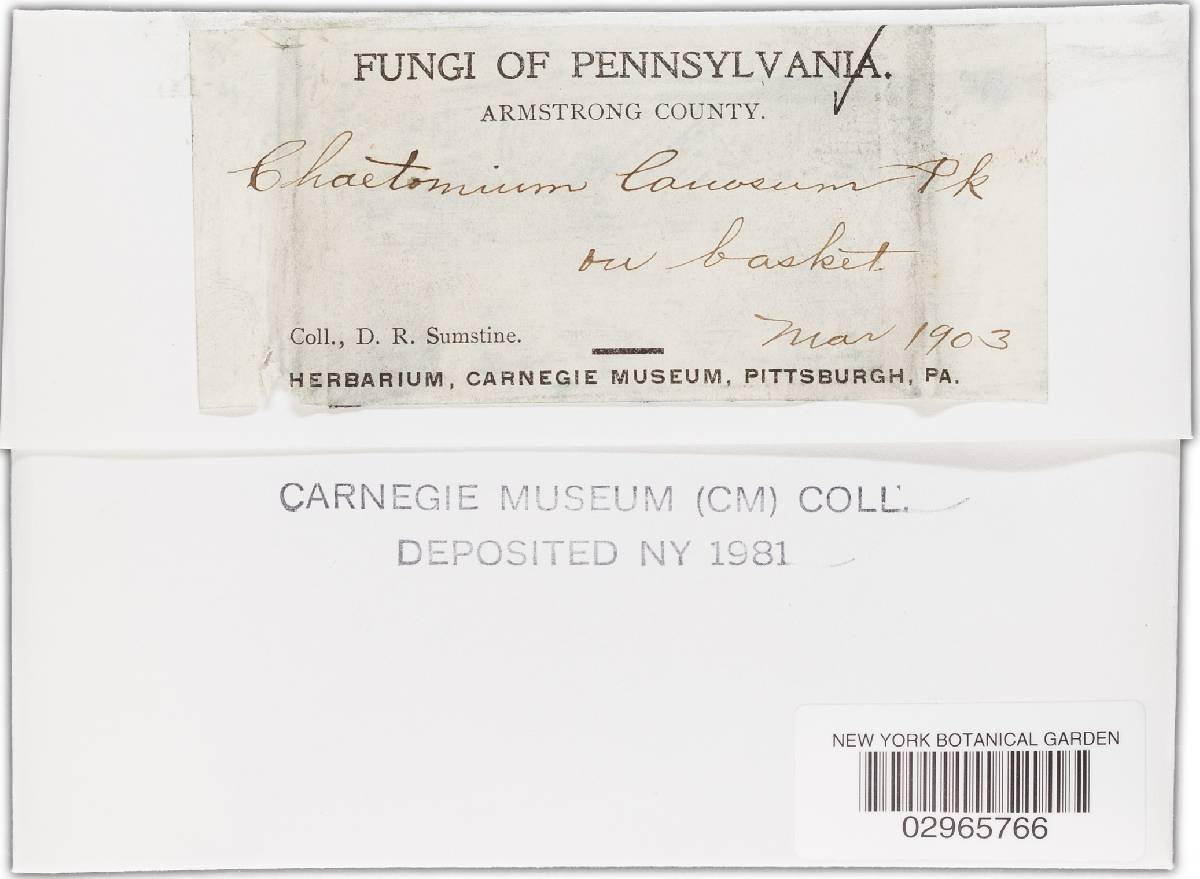 FUNGI OF PENNSYLVANIA.
ARMSTRONG COUNTY.
Chaetomium lanosum Pk
on basket
Coll., D. R. Sumstine.
Mar 1903
HERBARIUM, CARNEGIE MUSEUM, PITTSBURGH, PA.
CARNEGIE MUSEUM (CM) COLL.
DEPOSITED NY 1981
NEW YORK BOTANICAL GARDEN
02965766